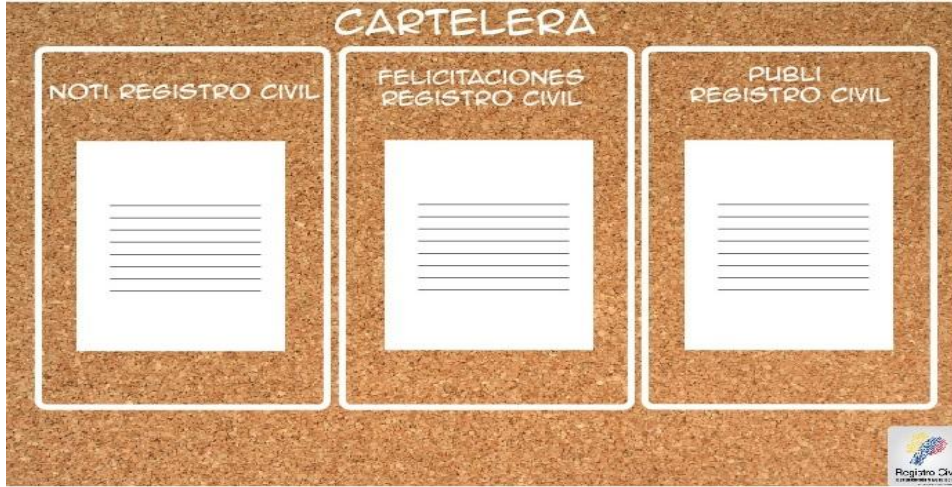 CARTELERA
NOTI REGISTRO CIVIL
FELICITACIONES
REGISTRO CIVIL
PUBLI
REGISTRO CIVIL
Registro Civ